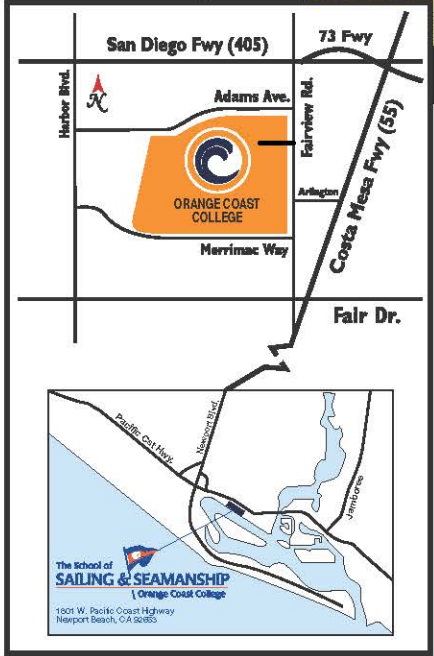 San Diego Fwy (405)
73 Fwy
Harbor Blvd.
N
Adams Ave.
Fairview Rd.
Costa Mesa Fwy (55)
Arlington
ORANGE COAST
COLLEGE
Merrimac Way
Fair Dr.
Pacific Cst Hwy.
Newport Blvd.
Jamboree
The School of
SAILING & SEAMANSHIP
\ Orange Coast College
1801 W. Pacific Coast Highway
Newport Beach, CA 92663